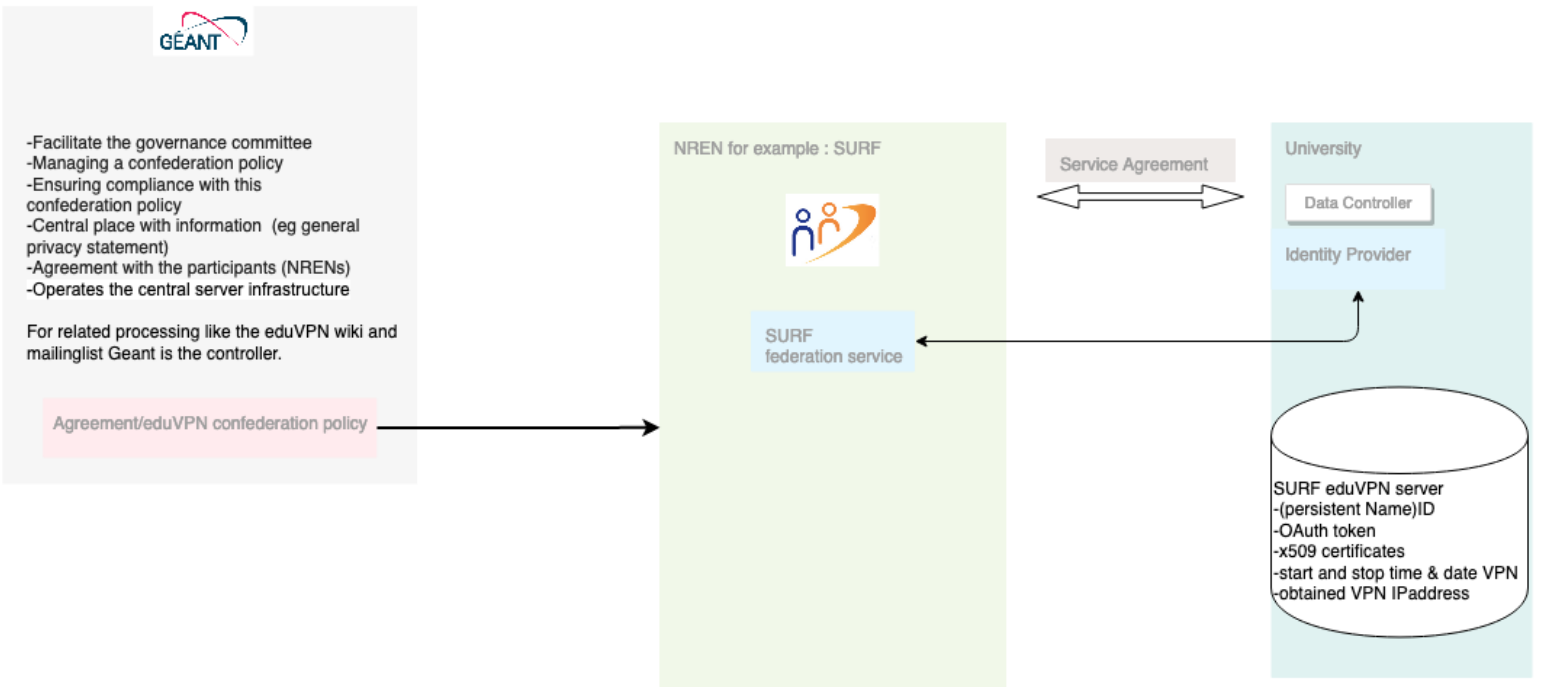 GÉANT
-Facilitate the governance committee
-Managing a confederation policy
-Ensuring compliance with this
confederation policy
-Central place with information  (eg general
privacy statement)
-Agreement with the participants (NRENs)
-Operates the central server infrastructure
For related processing like the eduVPN wiki and
mailinglist Geant is the controller.
Agreement/eduVPN confederation policy
NREN for example : SURF
SURF
federation service
Service Agreement
University
Data Controller
Identity Provider
SURF eduVPN server
-(persistent Name)ID
-OAuth token
-x509 certificates
-start and stop time & date VPN
-obtained VPN IPaddress